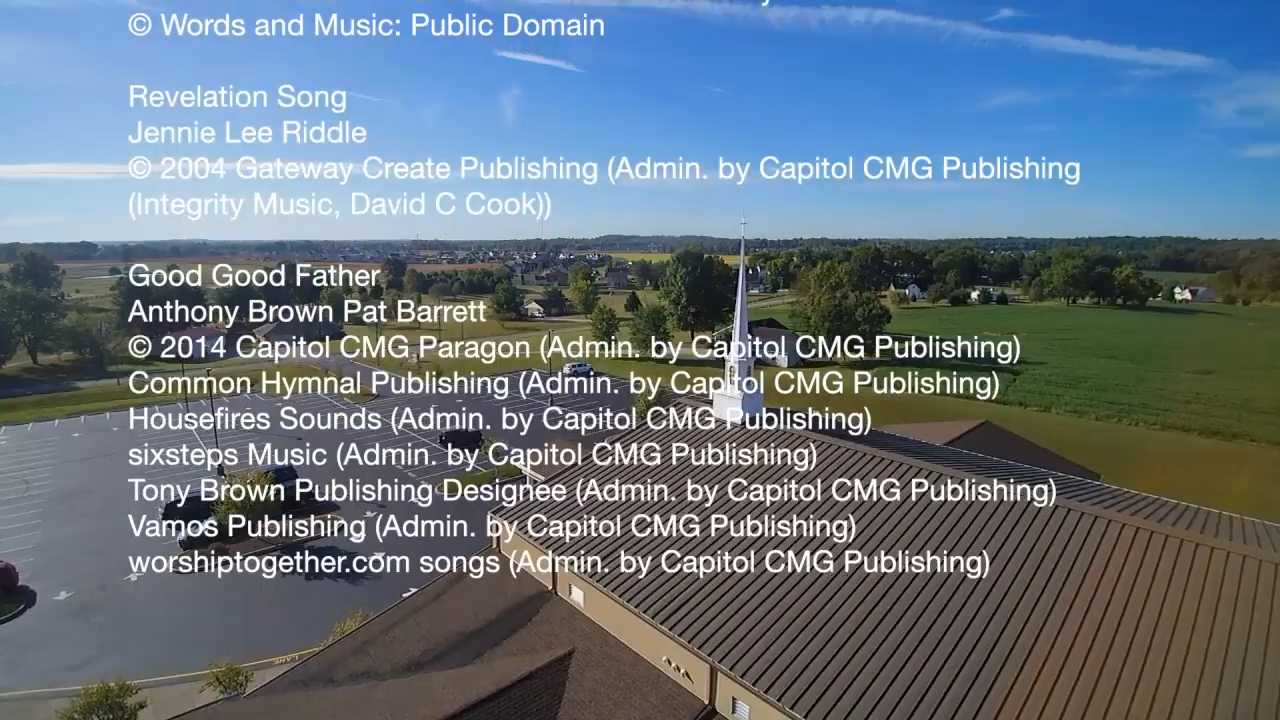 © Words and Music: Public Domain
Revelation Song
Jennie Lee Riddle
© 2004 Gateway Create Publishing (Admin. by Capitol CMG Publishing
(Integrity Music, David C Cook))
Good Good Father
Anthony Brown Pat Barrett
© 2014 Capitol CMG Paragon (Admin. by Capitol CMG Publishing)
Common Hymnal Publishing (Admin. by Capitol CMG Publishing)
Housefires Sounds (Admin. by Capitol CMG Publishing)
sixsteps Music (Admin. by Capitol CMG Publishing)
Tony Brown Publishing Designee (Admin. by Capitol CMG Publishing)
Vamos Publishing (Admin. by Capitol CMG Publishing)
worshiptogether.com songs (Admin. by Capitol CMG Publishing)
LANE